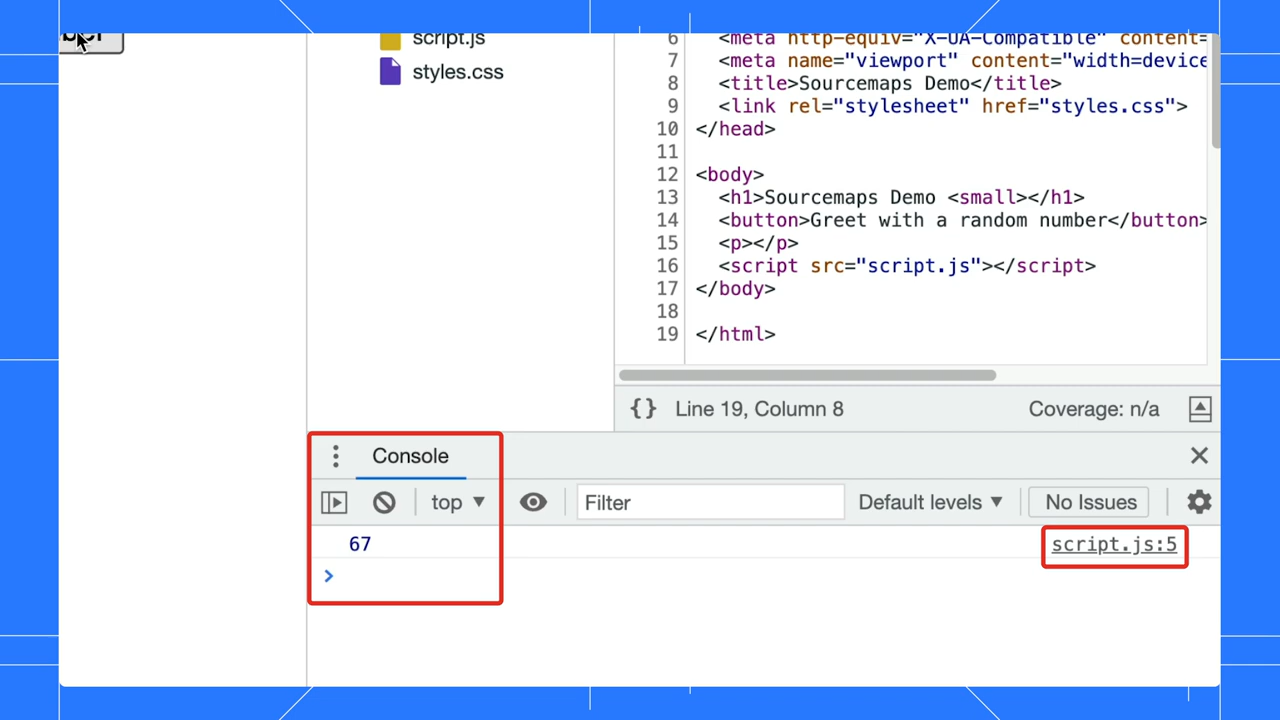 script.js
styles.css
6 <meta http-equiv="X-UA-Compatible" content=
7 <meta name="viewport" content="width=device
8 <title>Sourcemaps Demo</title>
9 <link rel="stylesheet" href="styles.css">
10 </head>
11
12 <body>
13 <h1>Sourcemaps Demo <small></h1>
14 <button>Greet with a random number</button>
15 <p></p>
16 <script src="script.js"></script>
17 </body>
18
19 </html>
{} Line 19, Column 8 Coverage: n/a
Console
top Filter Default levels No Issues
67 script.js:5